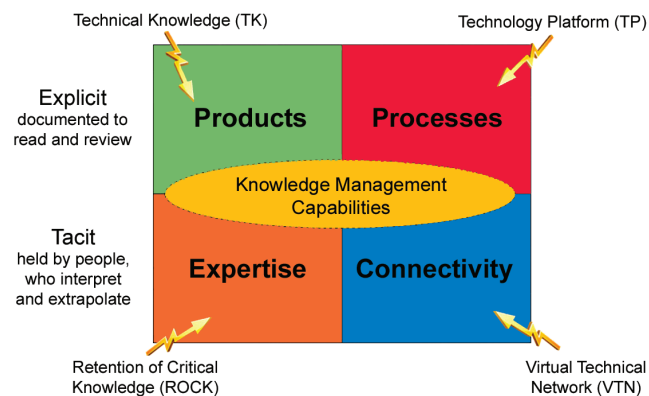 Technical Knowledge (TK)
Technology Platform (TP)
Explicit
documented to
read and review
Products
Processes
Knowledge Management
Capabilities
Tacit
held by people,
who interpret
and extrapolate
Expertise
Connectivity
Retention of Critical
Knowledge (ROCK)
Virtual Technical
Network (VTN)